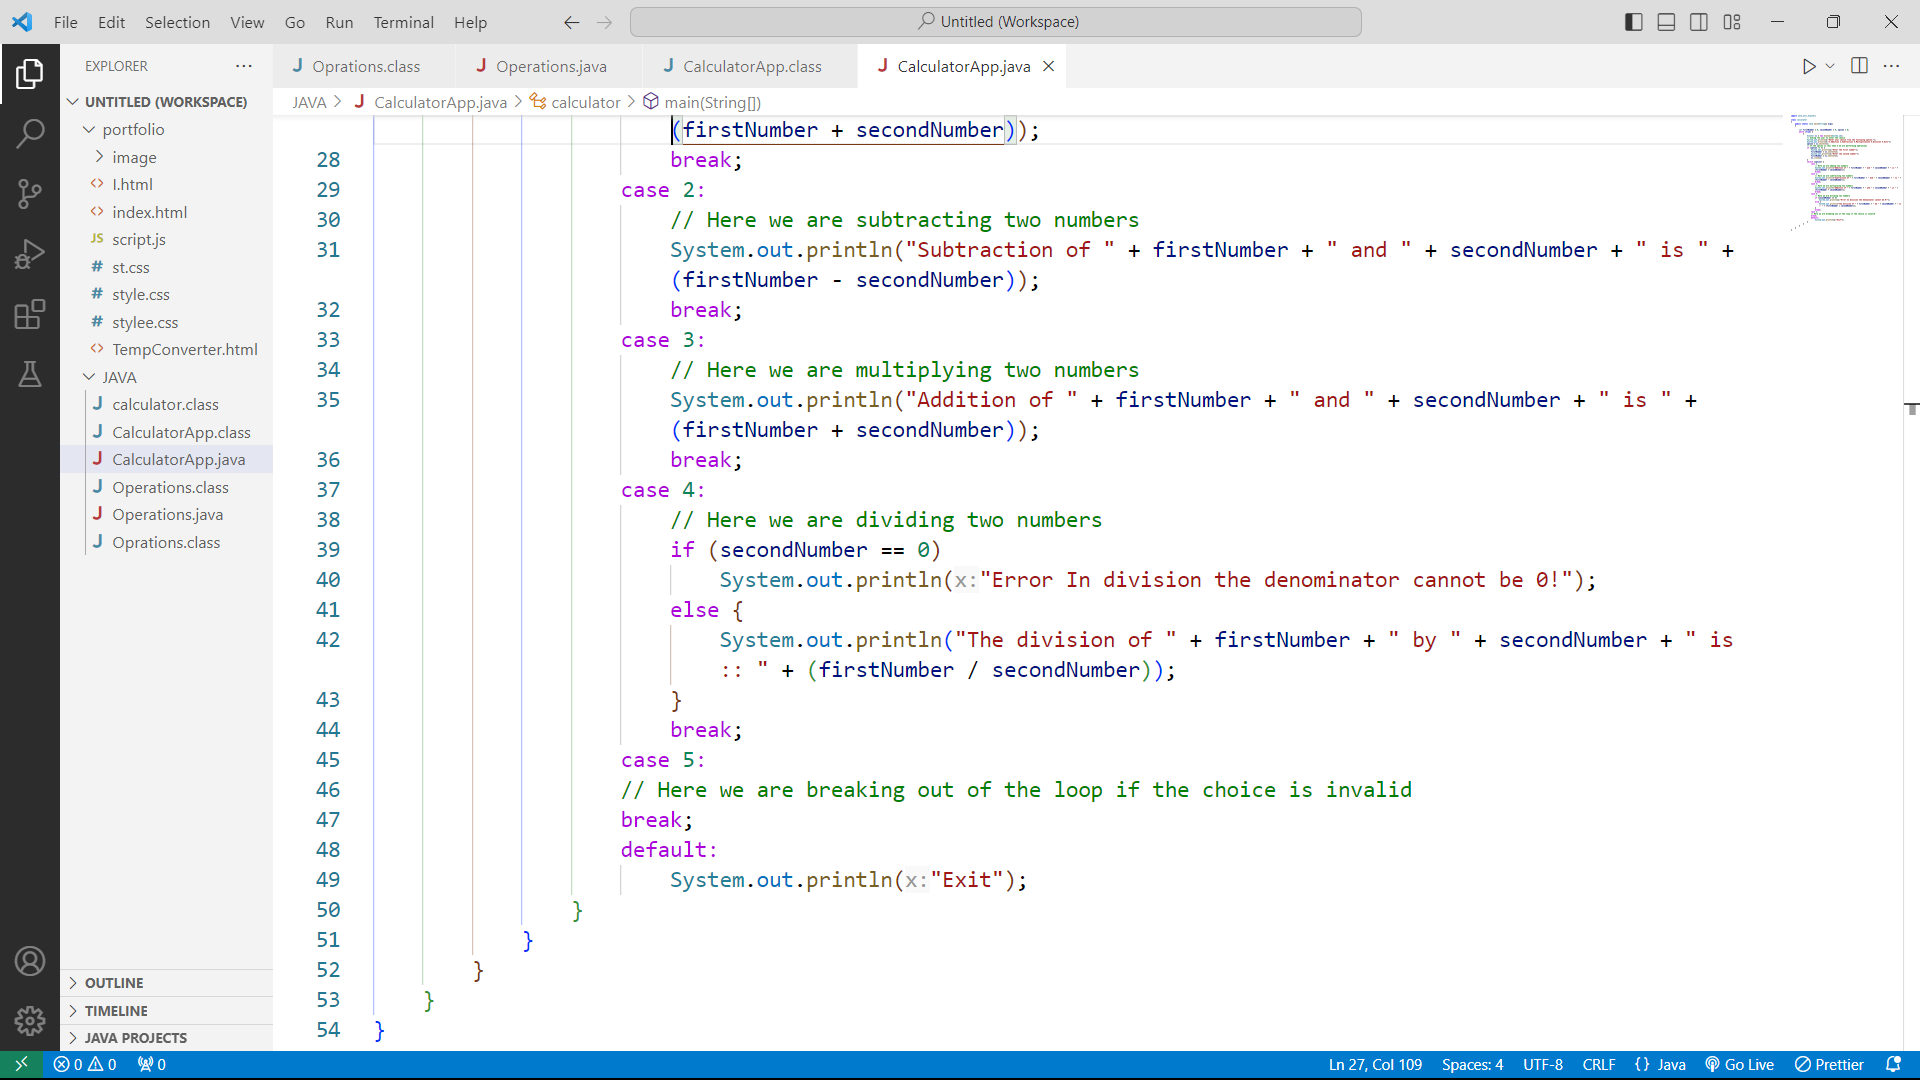 File Edit Selection View Go Run Terminal Help
Untitled (Workspace)
EXPLORER
Oprations.class
Operations.java
CalculatorApp.class
CalculatorApp.java
JAVA > CalculatorApp.java > calculator > main(String[])
UNTITLED (WORKSPACE)
portfolio
image
I.html
index.html
script.js
st.css
style.css
stylee.css
TempConverter.html
JAVA
calculator.class
CalculatorApp.class
CalculatorApp.java
Operations.class
Operations.java
Oprations.class
OUTLINE
TIMELINE
JAVA PROJECTS
(firstNumber + secondNumber));
28 break;
29 case 2:
30 // Here we are subtracting two numbers
31 System.out.println("Subtraction of " + firstNumber + " and " + secondNumber + " is " +
(firstNumber - secondNumber));
32 break;
33 case 3:
34 // Here we are multiplying two numbers
35 System.out.println("Addition of " + firstNumber + " and " + secondNumber + " is " +
(firstNumber + secondNumber));
36 break;
37 case 4:
38 // Here we are dividing two numbers
39 if (secondNumber == 0)
40 System.out.println(x:"Error In division the denominator cannot be 0!");
41 else {
42 System.out.println("The division of " + firstNumber + " by " + secondNumber + " is
:: " + (firstNumber / secondNumber));
43 }
44 break;
45 case 5:
46 // Here we are breaking out of the loop if the choice is invalid
47 break;
48 default:
49 System.out.println(x:"Exit");
50 }
51 }
52 }
53 }
54 }
0 0 0
Ln 27, Col 109 Spaces: 4 UTF-8 CRLF {} Java Go Live Prettier